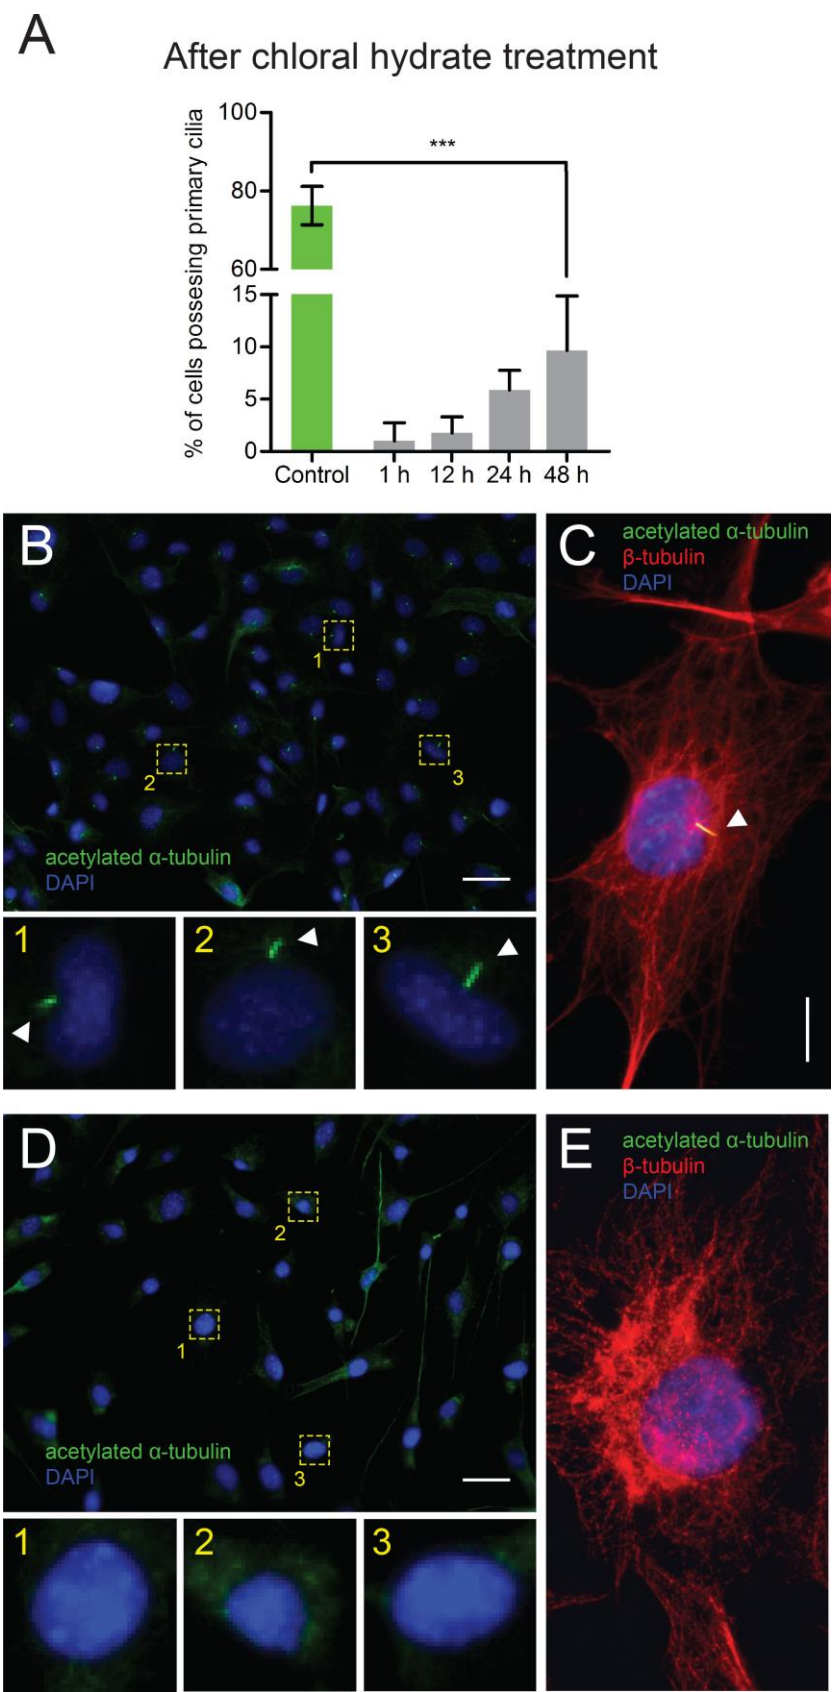 A
After chloral hydrate treatment
% of cells possesing primary cilia
100
80
60
15
10
5
0
***
Control 1 h 12 h 24 h 48 h
B
1
2
3
acetylated α-tubulin
DAPI
C
acetylated α-tubulin
β-tubulin
DAPI
1
2
3
D
2
1
3
acetylated α-tubulin
DAPI
E
acetylated α-tubulin
β-tubulin
DAPI
1
2
3